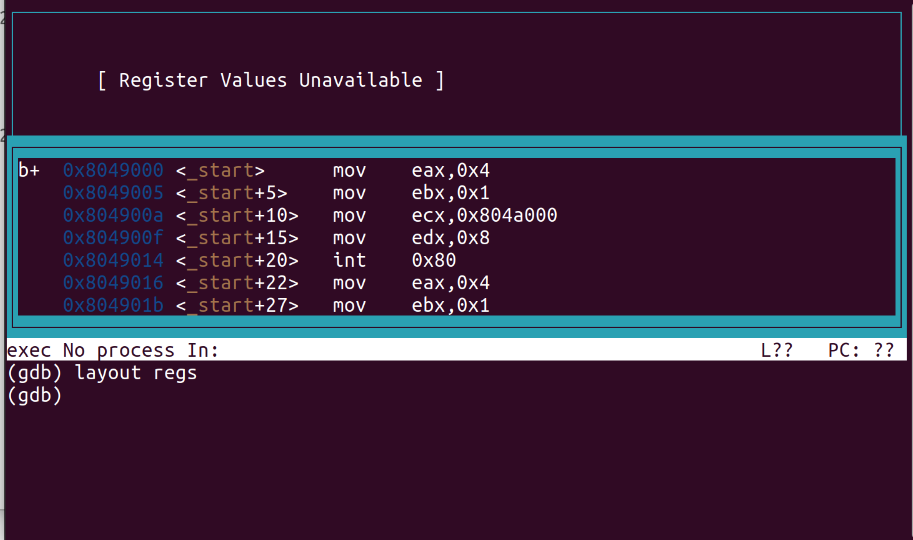 [ Register Values Unavailable ]
b+ 0x8049000 <_start> mov eax,0x4
0x8049005 <_start+5> mov ebx,0x1
0x804900a <_start+10> mov ecx,0x804a000
0x804900f <_start+15> mov edx,0x8
0x8049014 <_start+20> int 0x80
0x8049016 <_start+22> mov eax,0x4
0x804901b <_start+27> mov ebx,0x1
exec No process In: L?? PC: ??
(gdb) layout regs
(gdb)